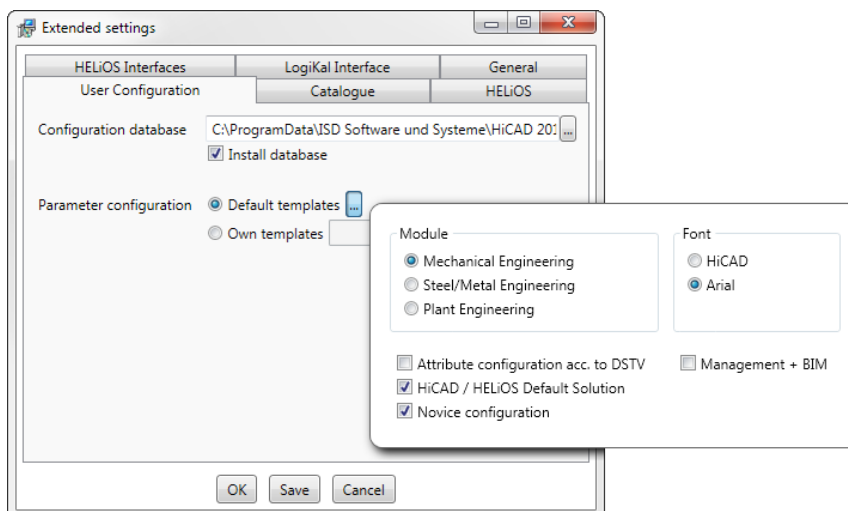 Extended settings
HELiOS Interfaces LogiKal Interface General
User Configuration Catalogue HELiOS
Configuration database C:\ProgramData\ISD Software und Systeme\HiCAD 201 ...
Install database
Parameter configuration Default templates ...
Own templates
Module Font
Mechanical Engineering HiCAD
Steel/Metal Engineering Arial
Plant Engineering
Attribute configuration acc. to DSTV Management + BIM
HiCAD / HELiOS Default Solution
Novice configuration
OK Save Cancel